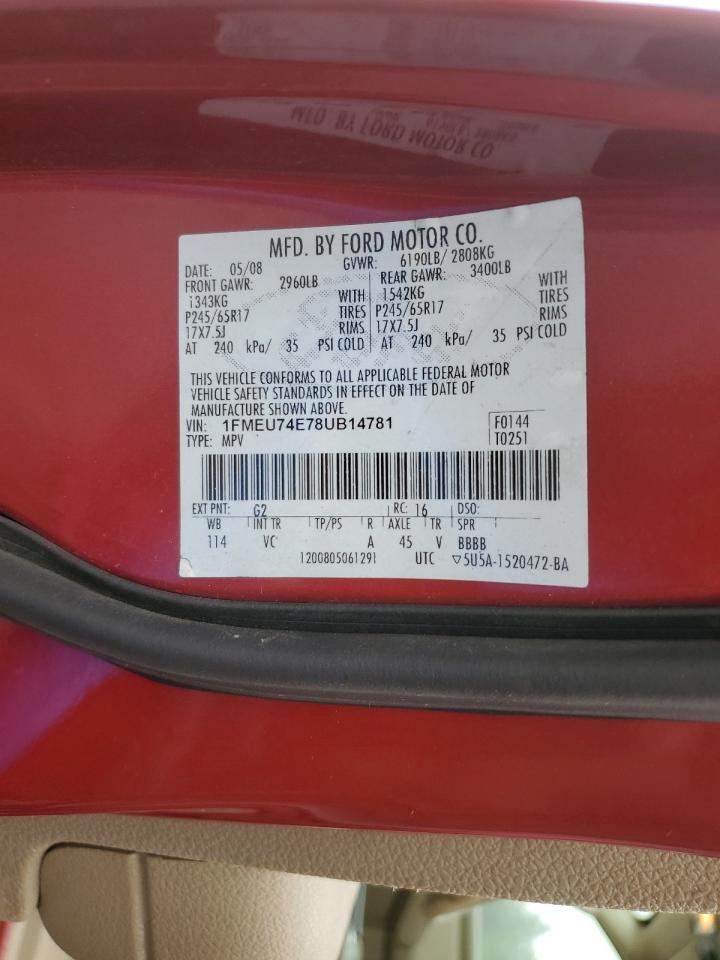 MFD. BY FORD MOTOR CO.
DATE: 05/08 GVWR: 6190LB/ 2808KG
FRONT GAWR: 2960LB REAR GAWR: 3400LB
1343KG WITH 1542KG WITH
P245/65R17 TIRES P245/65R17 TIRES
17X7.5J RIMS 17X7.5J RIMS
AT 240 kPa/ 35 PSI COLD AT 240 kPa/ 35 PSI COLD
THIS VEHICLE CONFORMS TO ALL APPLICABLE FEDERAL MOTOR
VEHICLE SAFETY STANDARDS IN EFFECT ON THE DATE OF
MANUFACTURE SHOWN ABOVE.
VIN: 1FMEU74E78UB14781 F0144
TYPE: MPV T0251
EXT PNT: G2 RC: 16 DSO:
WB INT TR TP/PS R AXLE TR SPR
114 VC A 45 V BBBB
1200805061291 UTC ▽5U5A-1520472-BA